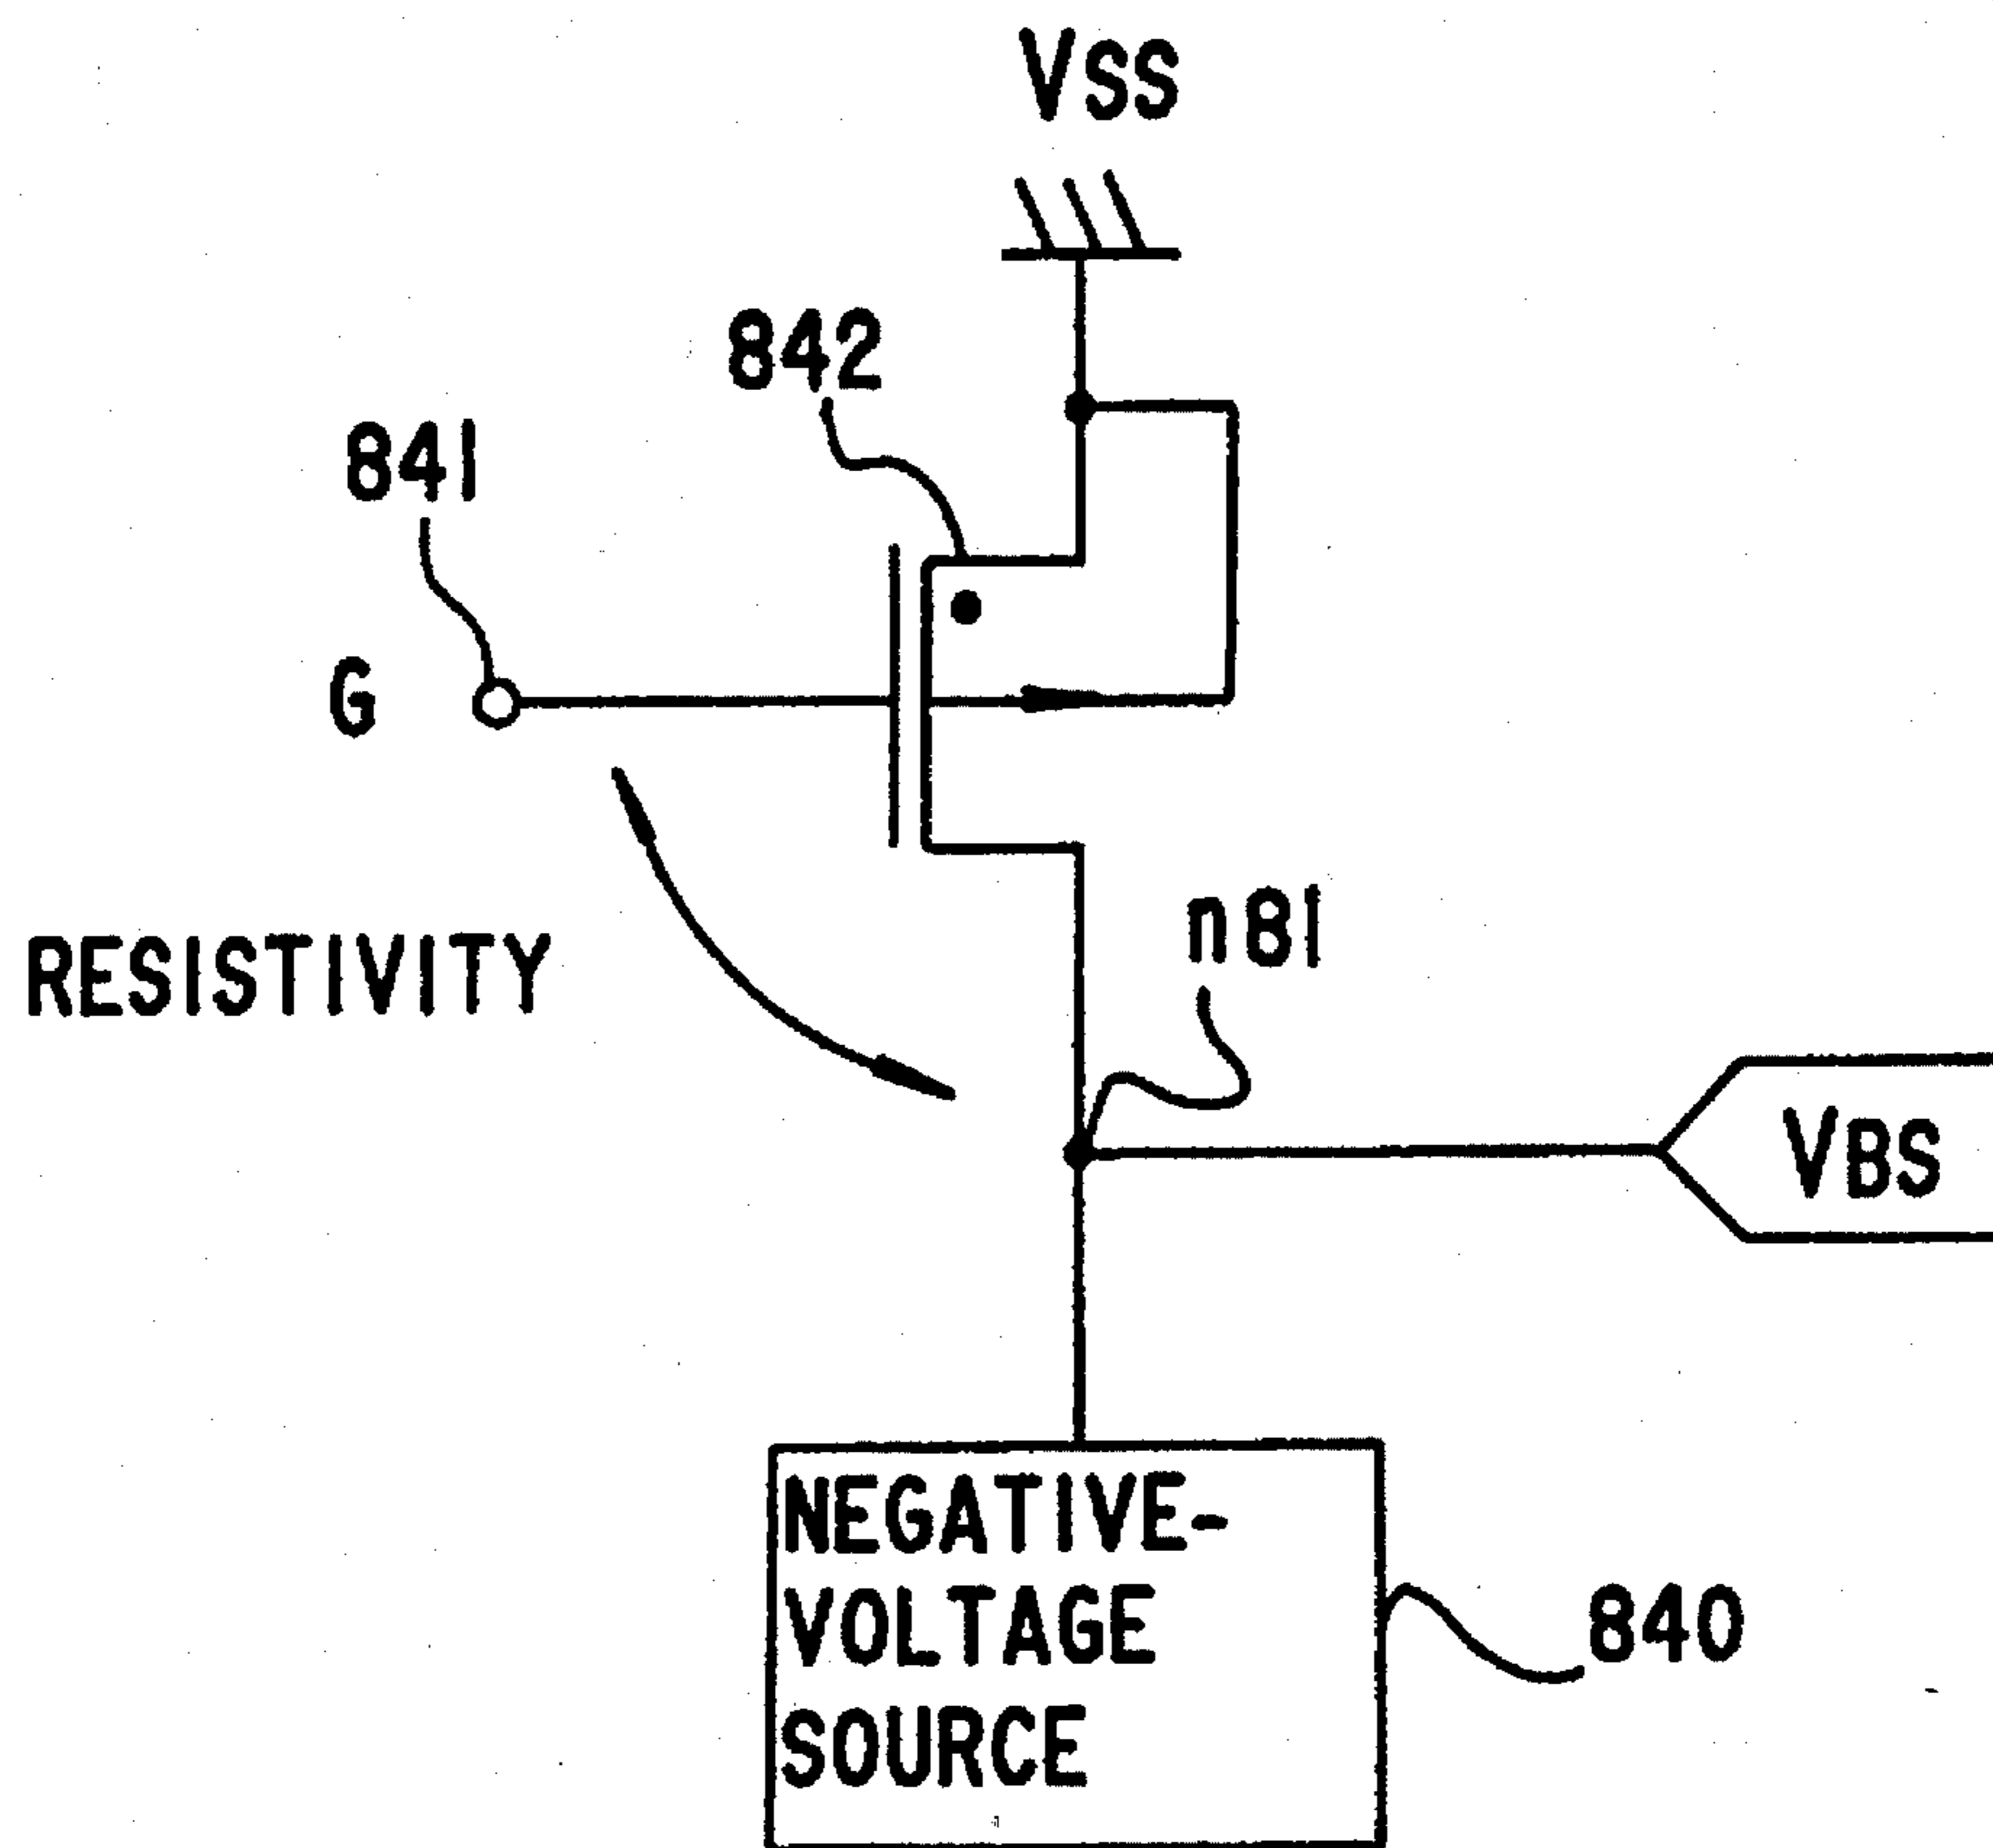 VSS
842
841
G
n81
RESISTIVITY
VBS
NEGATIVE-
VOLTAGE
SOURCE
840